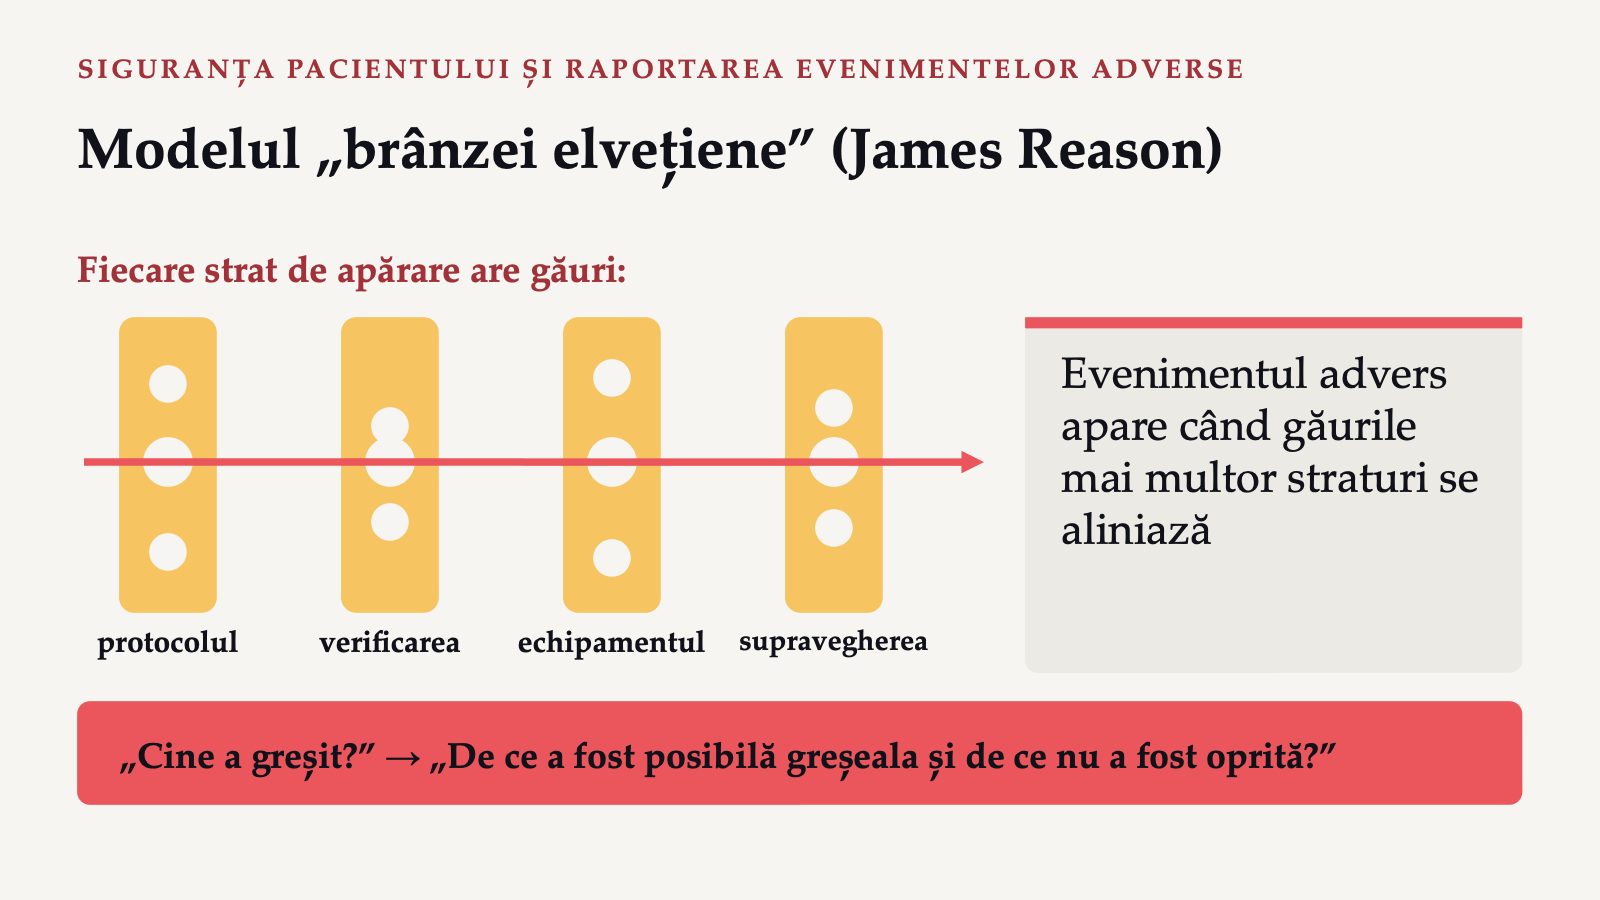 SIGURANȚA PACIENTULUI ȘI RAPORTAREA EVENIMENTELOR ADVERSE
Modelul „brânzei elvețiene” (James Reason)
Fiecare strat de apărare are găuri:
protocolul
verificarea
echipamentul
supravegherea
Evenimentul advers
apare când găurile
mai multor straturi se
aliniază
„Cine a greșit?” → „De ce a fost posibilă greșeala și de ce nu a fost oprită?”